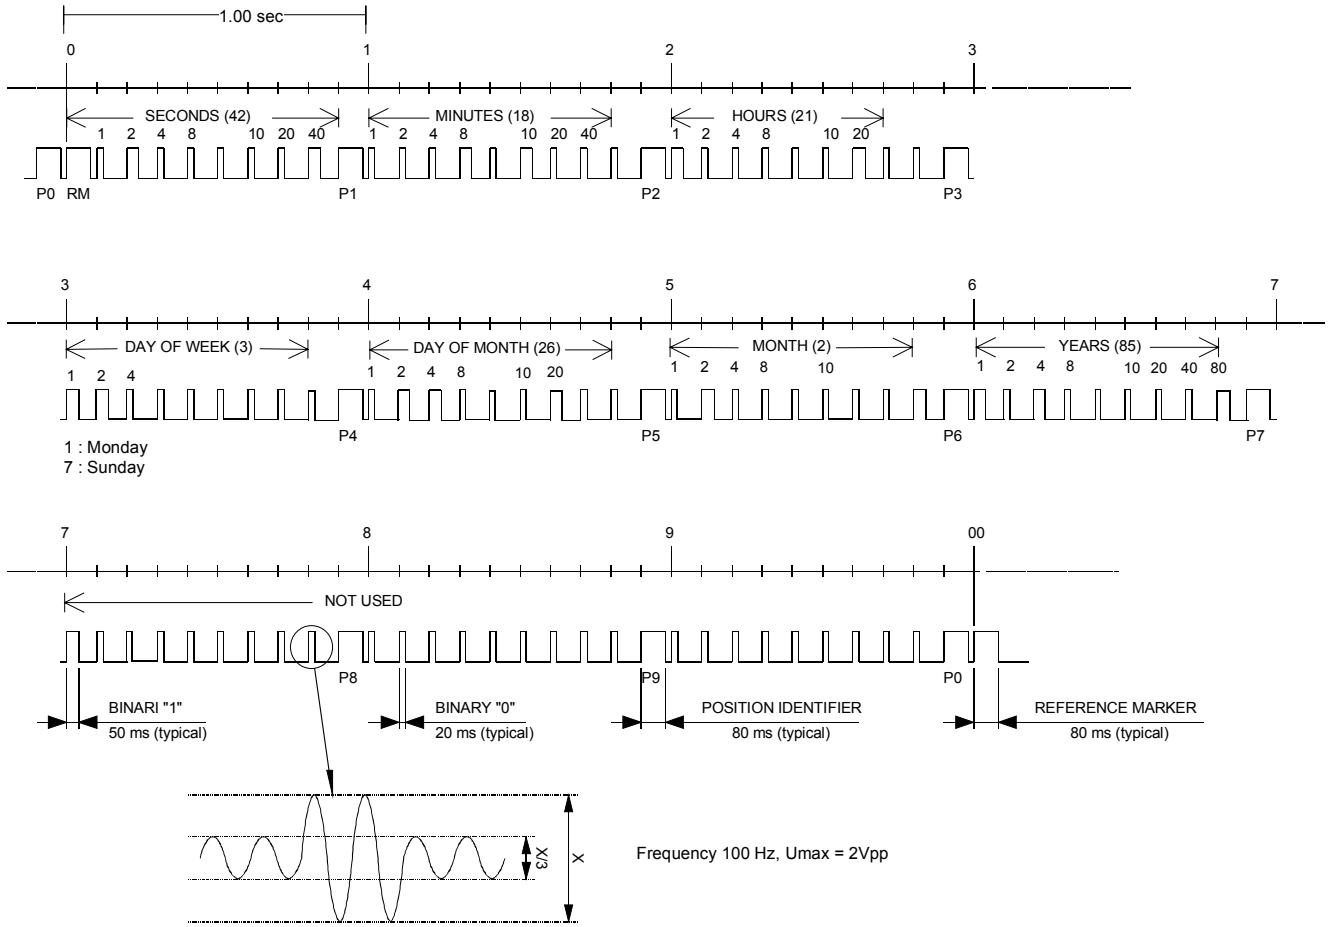 1.00 sec
0 1 2 3
SECONDS (42) MINUTES (18) HOURS (21)
1 2 4 8 10 20 40 1 2 4 8 10 20 40 1 2 4 8 10 20
P0 RM P1 P2 P3
3 4 5 6 7
DAY OF WEEK (3) DAY OF MONTH (26) MONTH (2) YEARS (85)
1 2 4 1 2 4 8 10 20 1 2 4 8 10 1 2 4 8 10 20 40 80
P4 P5 P6 P7
1 : Monday
7 : Sunday
7 8 9 00
NOT USED
P8 P9 P0
BINARI "1" BINARY "0" POSITION IDENTIFIER REFERENCE MARKER
50 ms (typical) 20 ms (typical) 80 ms (typical) 80 ms (typical)
X/3 X
Frequency 100 Hz, Umax = 2Vpp